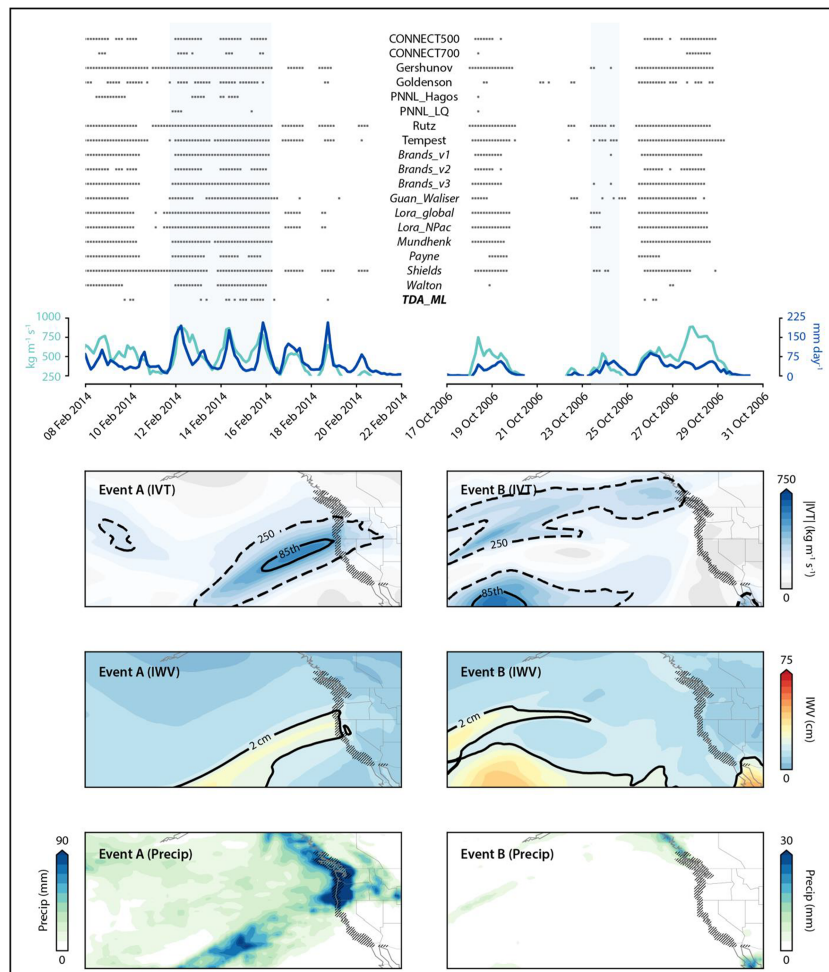 CONNECT500
CONNECT700
Gershunov
Goldenson
PNNL_Hagos
PNNL_LQ
Rutz
Tempest
Brands_v1
Brands_v2
Brands_v3
Guan_Waliser
Lora_global
Lora_NPac
Mundhenk
Payne
Shields
Walton
TDA_ML
1000
750
500
250
kg m⁻¹ s⁻¹
225
150
75
0
mm day⁻¹
08 Feb 2014
10 Feb 2014
12 Feb 2014
14 Feb 2014
16 Feb 2014
18 Feb 2014
20 Feb 2014
22 Feb 2014
17 Oct 2006
19 Oct 2006
21 Oct 2006
23 Oct 2006
25 Oct 2006
27 Oct 2006
29 Oct 2006
31 Oct 2006
Event A (IVT)
250
85th
Event B (IVT)
250
85th
750
0
|IVT| (kg m⁻¹ s⁻¹)
Event A (IWV)
2 cm
Event B (IWV)
2 cm
75
0
IWV (cm)
90
0
Precip (mm)
Event A (Precip)
Event B (Precip)
30
0
Precip (mm)